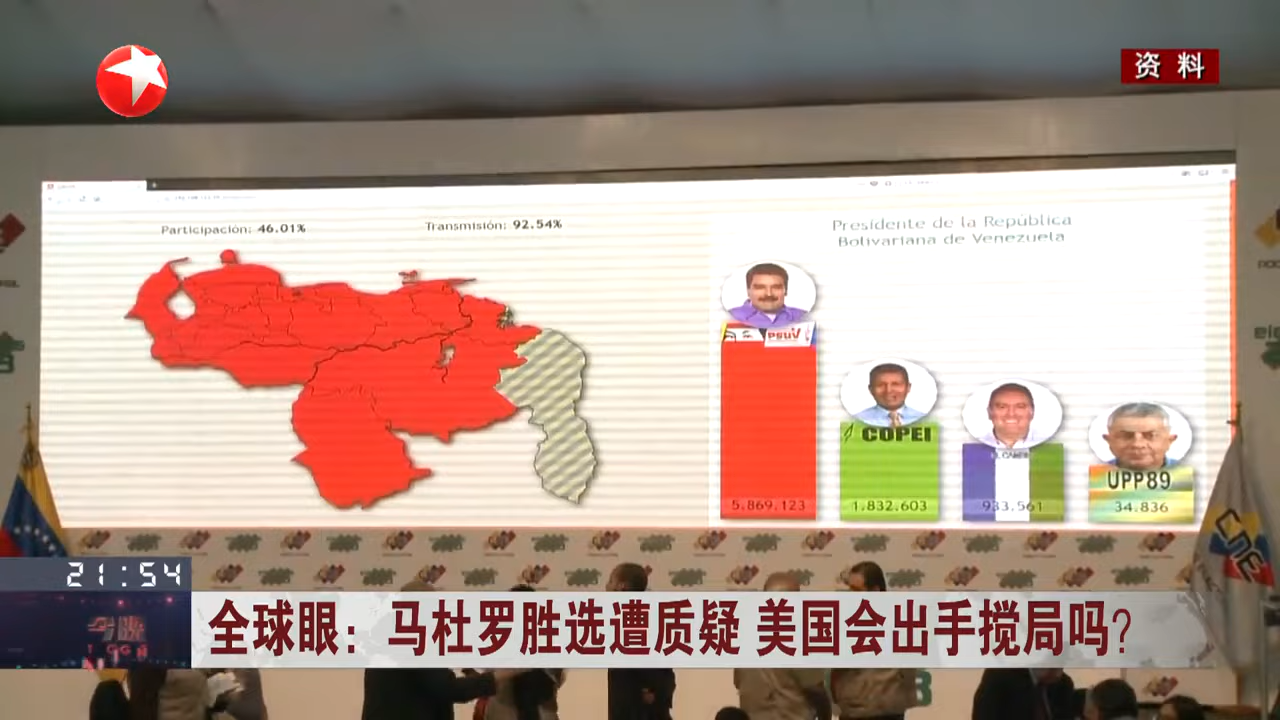 资料
Participación: 46.01%
Transmisión: 92.54%
Presidente de la República
Bolivariana de Venezuela
PSUV
COPEI
UPP89
5.869.123
1.832.603
933.561
34.836
CNE
21:54
全球眼：马杜罗胜选遭质疑 美国会出手搅局吗?